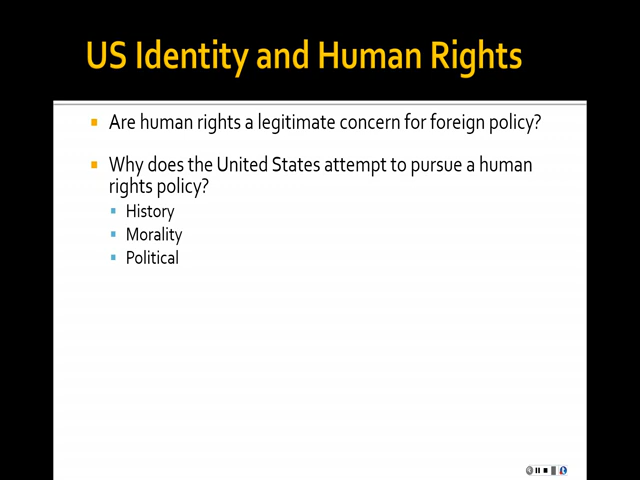 US Identity and Human Rights
Are human rights a legitimate concern for foreign policy?
Why does the United States attempt to pursue a human
rights policy?
History
Morality
Political